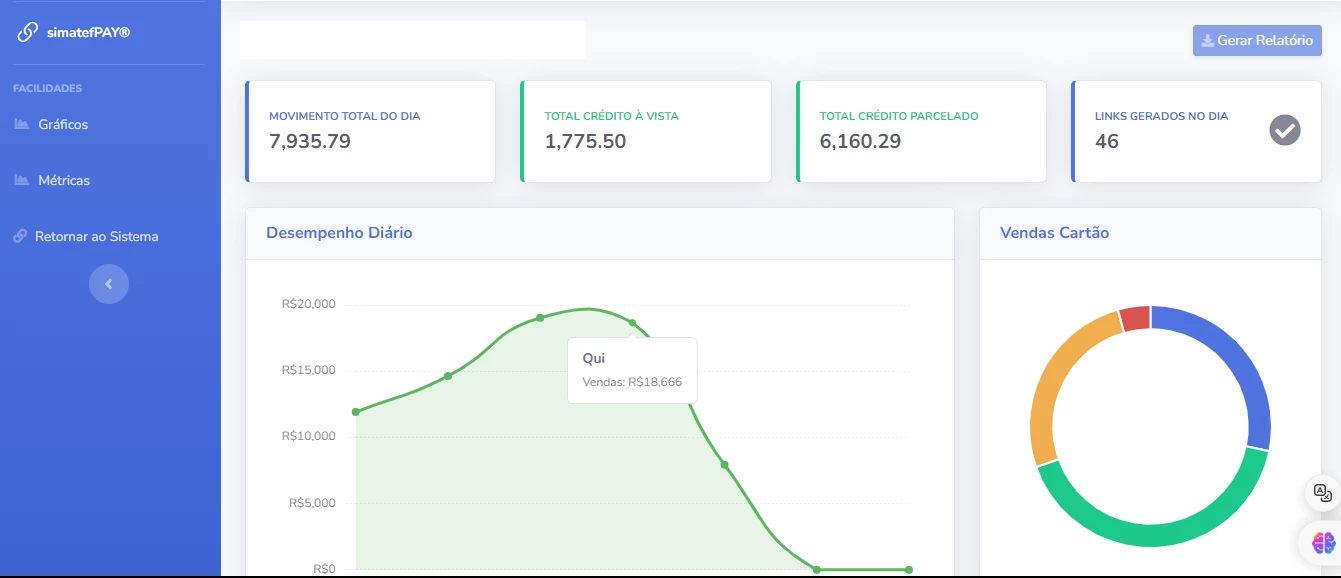 simatefPAY®
Gerar Relatório
FACILIDADES
Gráficos
Métricas
Retornar ao Sistema
MOVIMENTO TOTAL DO DIA
7,935.79
TOTAL CRÉDITO À VISTA
1,775.50
TOTAL CRÉDITO PARCELADO
6,160.29
LINKS GERADOS NO DIA
46
Desempenho Diário
R$20,000
R$15,000
R$10,000
R$5,000
R$0
Qui
Vendas: R$18,666
Vendas Cartão